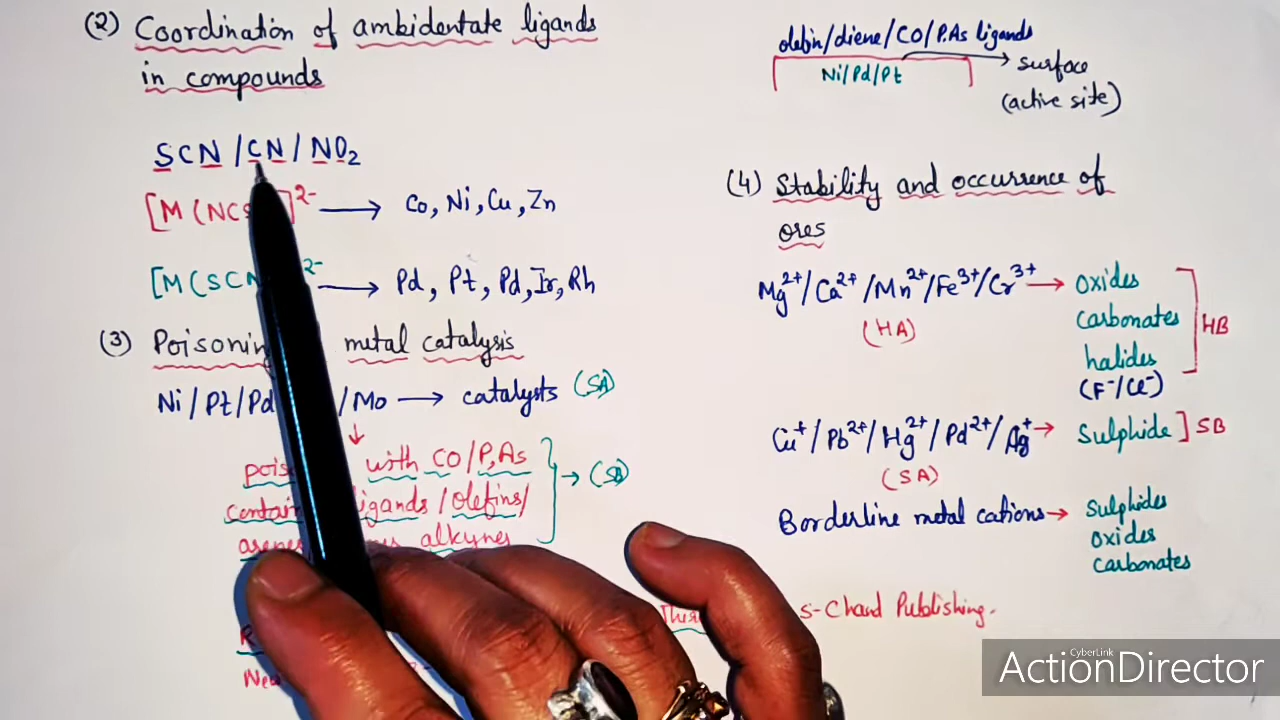 (2) Coordination of ambidentate ligands
in compounds
SCN / CN / NO2
[M(NCS ]2- → Co, Ni, Cu, Zn
[M(SCN 2- → Pd, Pt, Pd, Ir, Rh
(3) metal catalysis
Ni/Pt/Pd /Mo → catalysts (SA)
with CO/P,As
ligands/olefins/ → (SB)
alkynes
olefin/diene/CO/P.As ligands
Ni/Pd/Pt → surface
(active site)
(4) Stability and occurrence of
ores
Mg2+/Ca2+/Mn2+/Fe3+/Cr3+ → oxides
(HA) carbonates HB
halides
(F-/Cl-)
Cu+/Pb2+/Hg2+/Pd2+/Ag+ → Sulphide ] SB
(SA)
Borderline metal cations → Sulphides
oxides
carbonates
S-Chand Publishing.
CyberLink
ActionDirector